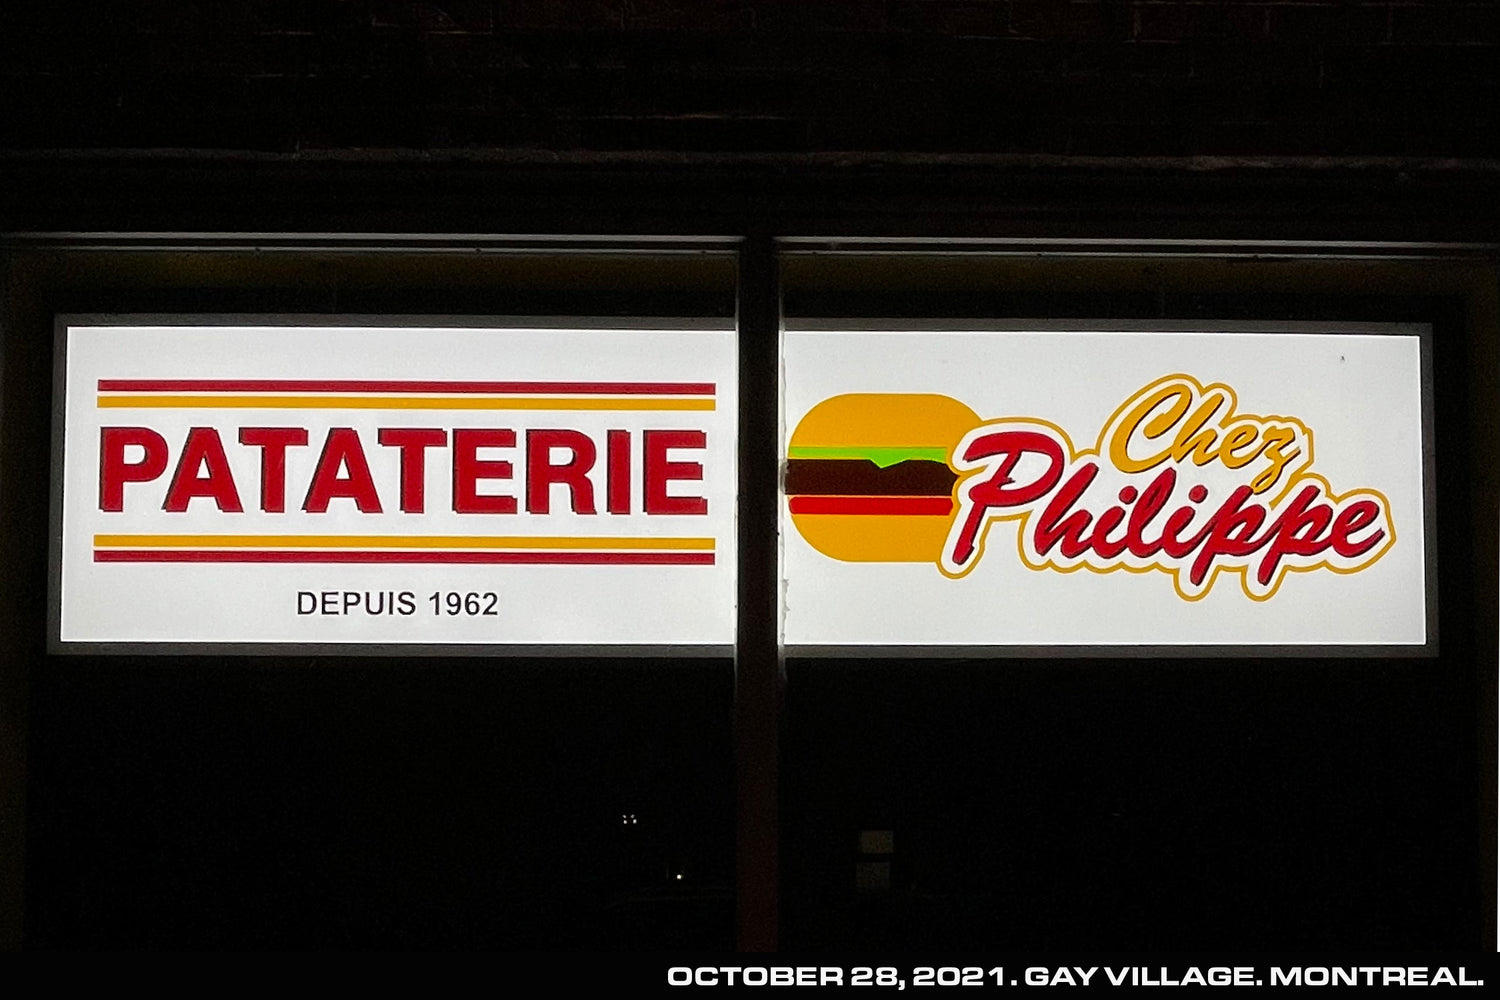 PATATERIE
DEPUIS 1962
Chez
Philippe
OCTOBER 28, 2021. GAY VILLAGE. MONTREAL.